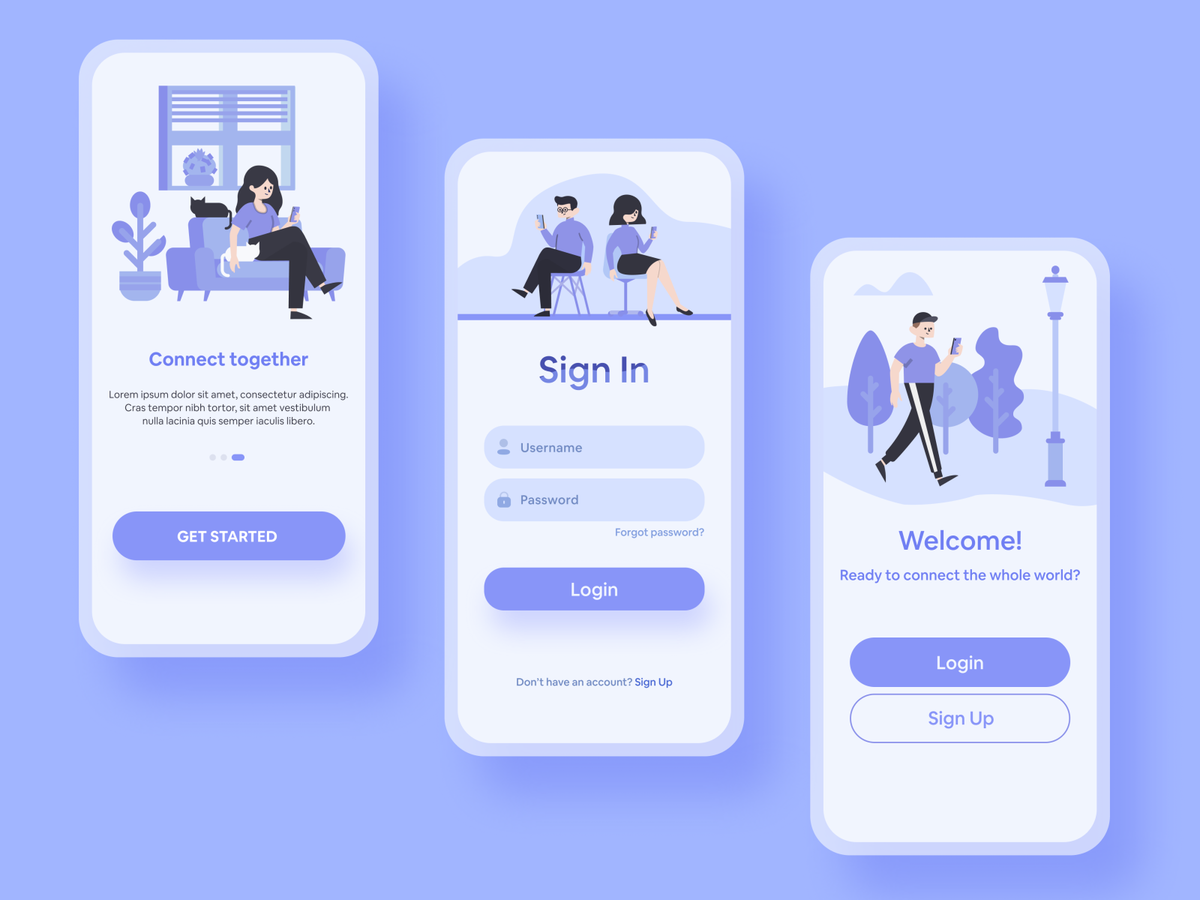 Connect together
Lorem ipsum dolor sit amet, consectetur adipiscing.
Cras tempor nibh tortor, sit amet vestibulum
nulla lacinia quis semper iaculis libero.
GET STARTED
Sign In
Username
Password
Forgot password?
Login
Don't have an account? Sign Up
Welcome!
Ready to connect the whole world?
Login
Sign Up